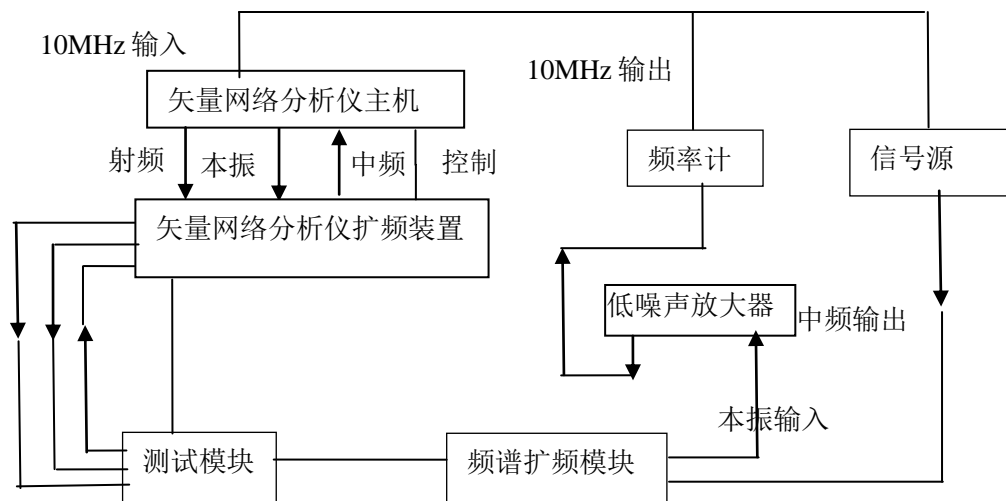 10MHz 输入
10MHz 输出
矢量网络分析仪主机
射频
本振
中频
控制
频率计
信号源
矢量网络分析仪扩频装置
低噪声放大器
中频输出
本振输入
测试模块
频谱扩频模块